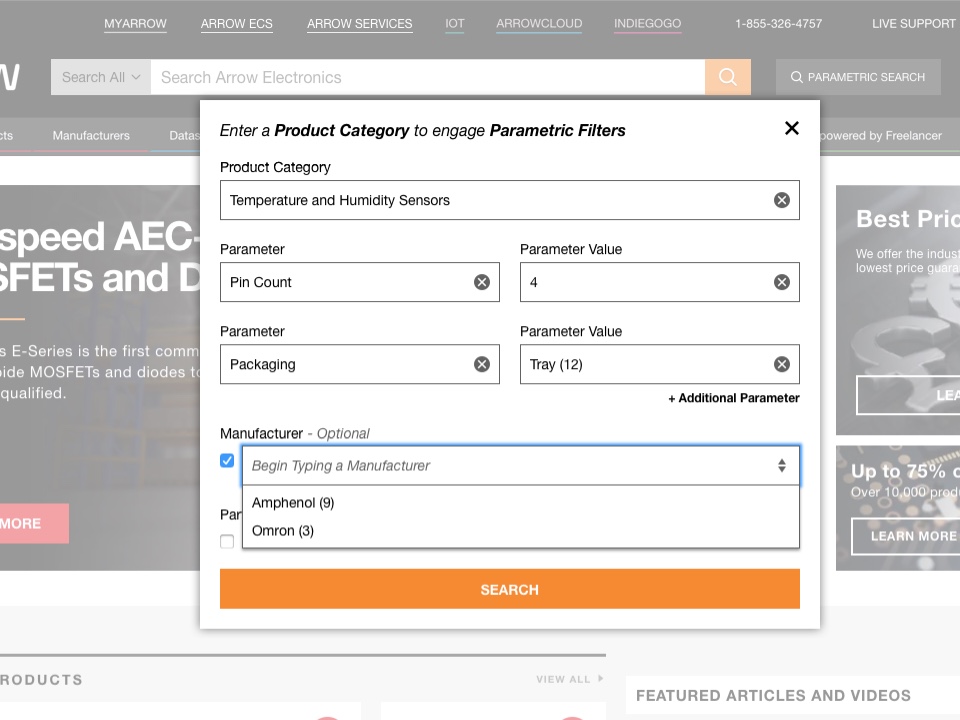 MYARROW ARROW ECS ARROW SERVICES IOT ARROWCLOUD INDIEGOGO 1-855-326-4757 LIVE SUPPORT
Search All Search Arrow Electronics PARAMETRIC SEARCH
Manufacturers powered by Freelancer
Enter a Product Category to engage Parametric Filters
Product Category
Temperature and Humidity Sensors
Parameter Parameter Value
Pin Count 4
Parameter Parameter Value
Packaging Tray (12)
+ Additional Parameter
Manufacturer - Optional
Begin Typing a Manufacturer
Amphenol (9)
Omron (3)
SEARCH
speed AEC-
SFETs and D
s E-Series is the first comm
ide MOSFETs and diodes to
qualified.
MORE
Best Pric
We offer the indust
lowest price guara
LEA
Up to 75% o
Over 10,000 prod
LEARN MORE
RODUCTS VIEW ALL
FEATURED ARTICLES AND VIDEOS